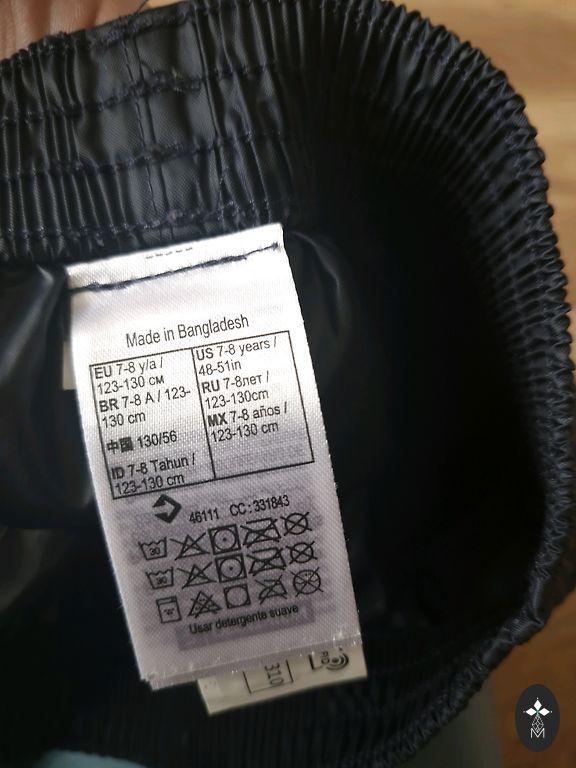 Made in Bangladesh
EU 7-8 y/a /
123-130 см
BR 7-8 A / 123-
130 cm
中国 130/56
ID 7-8 Tahun /
123-130 cm
US 7-8 years /
48-51in
RU 7-8лет /
123-130cm
MX 7-8 años /
123-130 cm
46111 CC:331843
30
30
Usar detergente suave
310